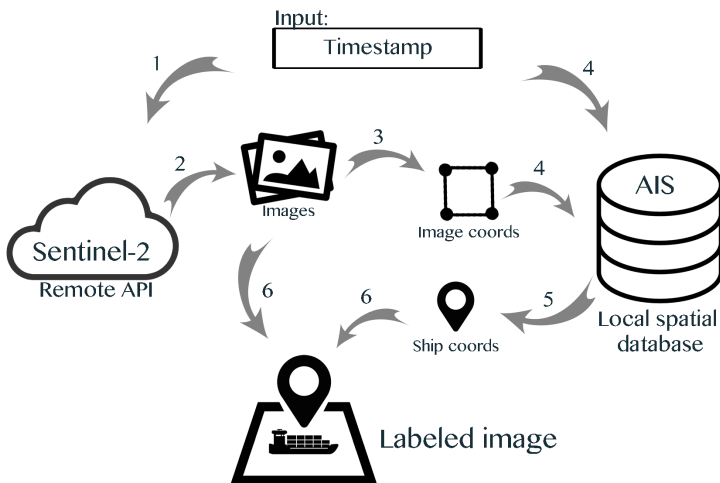 Input:
Timestamp
1
4
2
3
4
Images
Image coords
AIS
Sentinel-2
Remote API
6
6
5
Ship coords
Local spatial
database
Labeled image